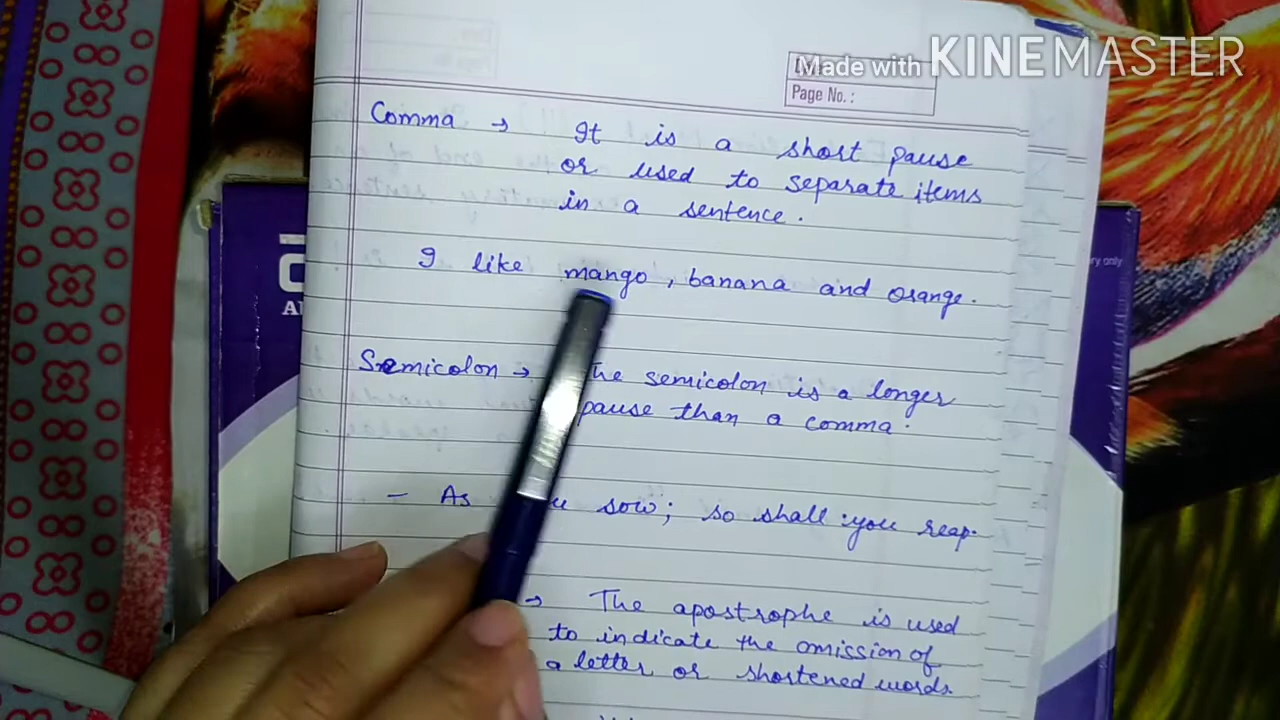 Made with KINEMASTER
Page No. :
Comma → It is a short pause
or used to separate items
in a sentence.
I like mango, banana and orange.
Semicolon → The semicolon is a longer
pause than a comma.
- As sow; so shall you reap.
→ The apostrophe is used
to indicate the omission of
a letter or shortened words.